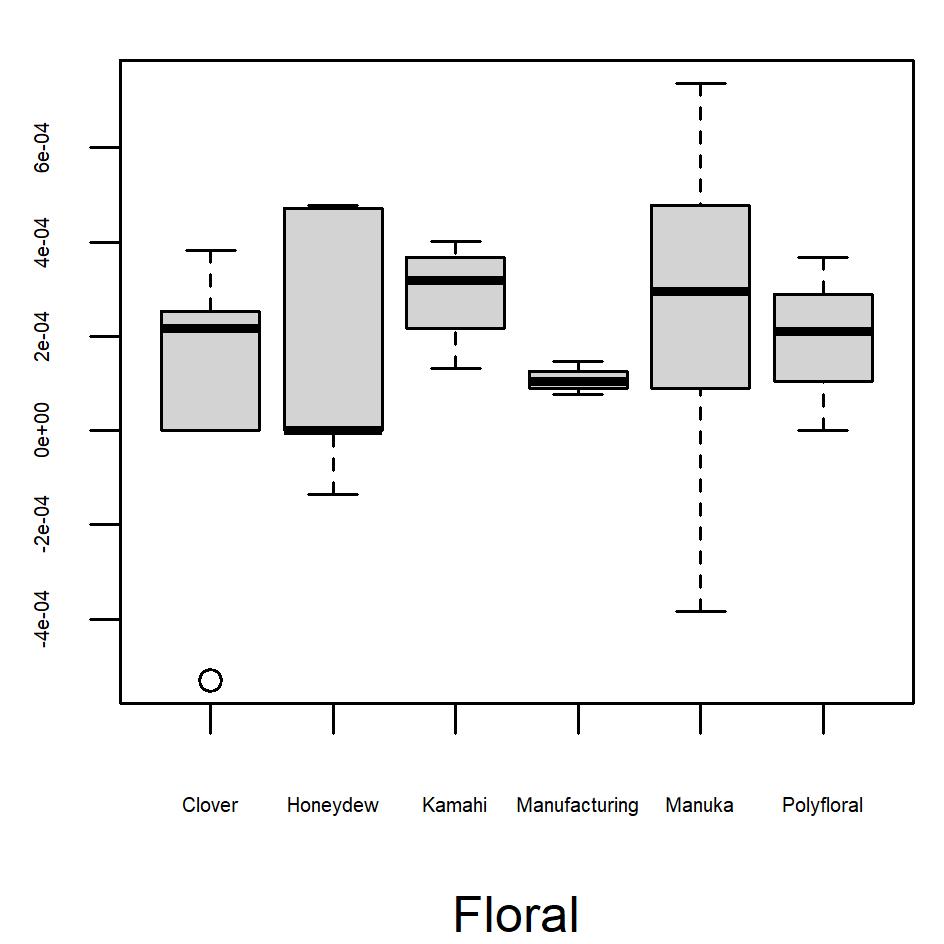 6e-04
4e-04
2e-04
0e+00
-2e-04
-4e-04
Clover Honeydew Kamahi Manufacturing Manuka Polyfloral
Floral